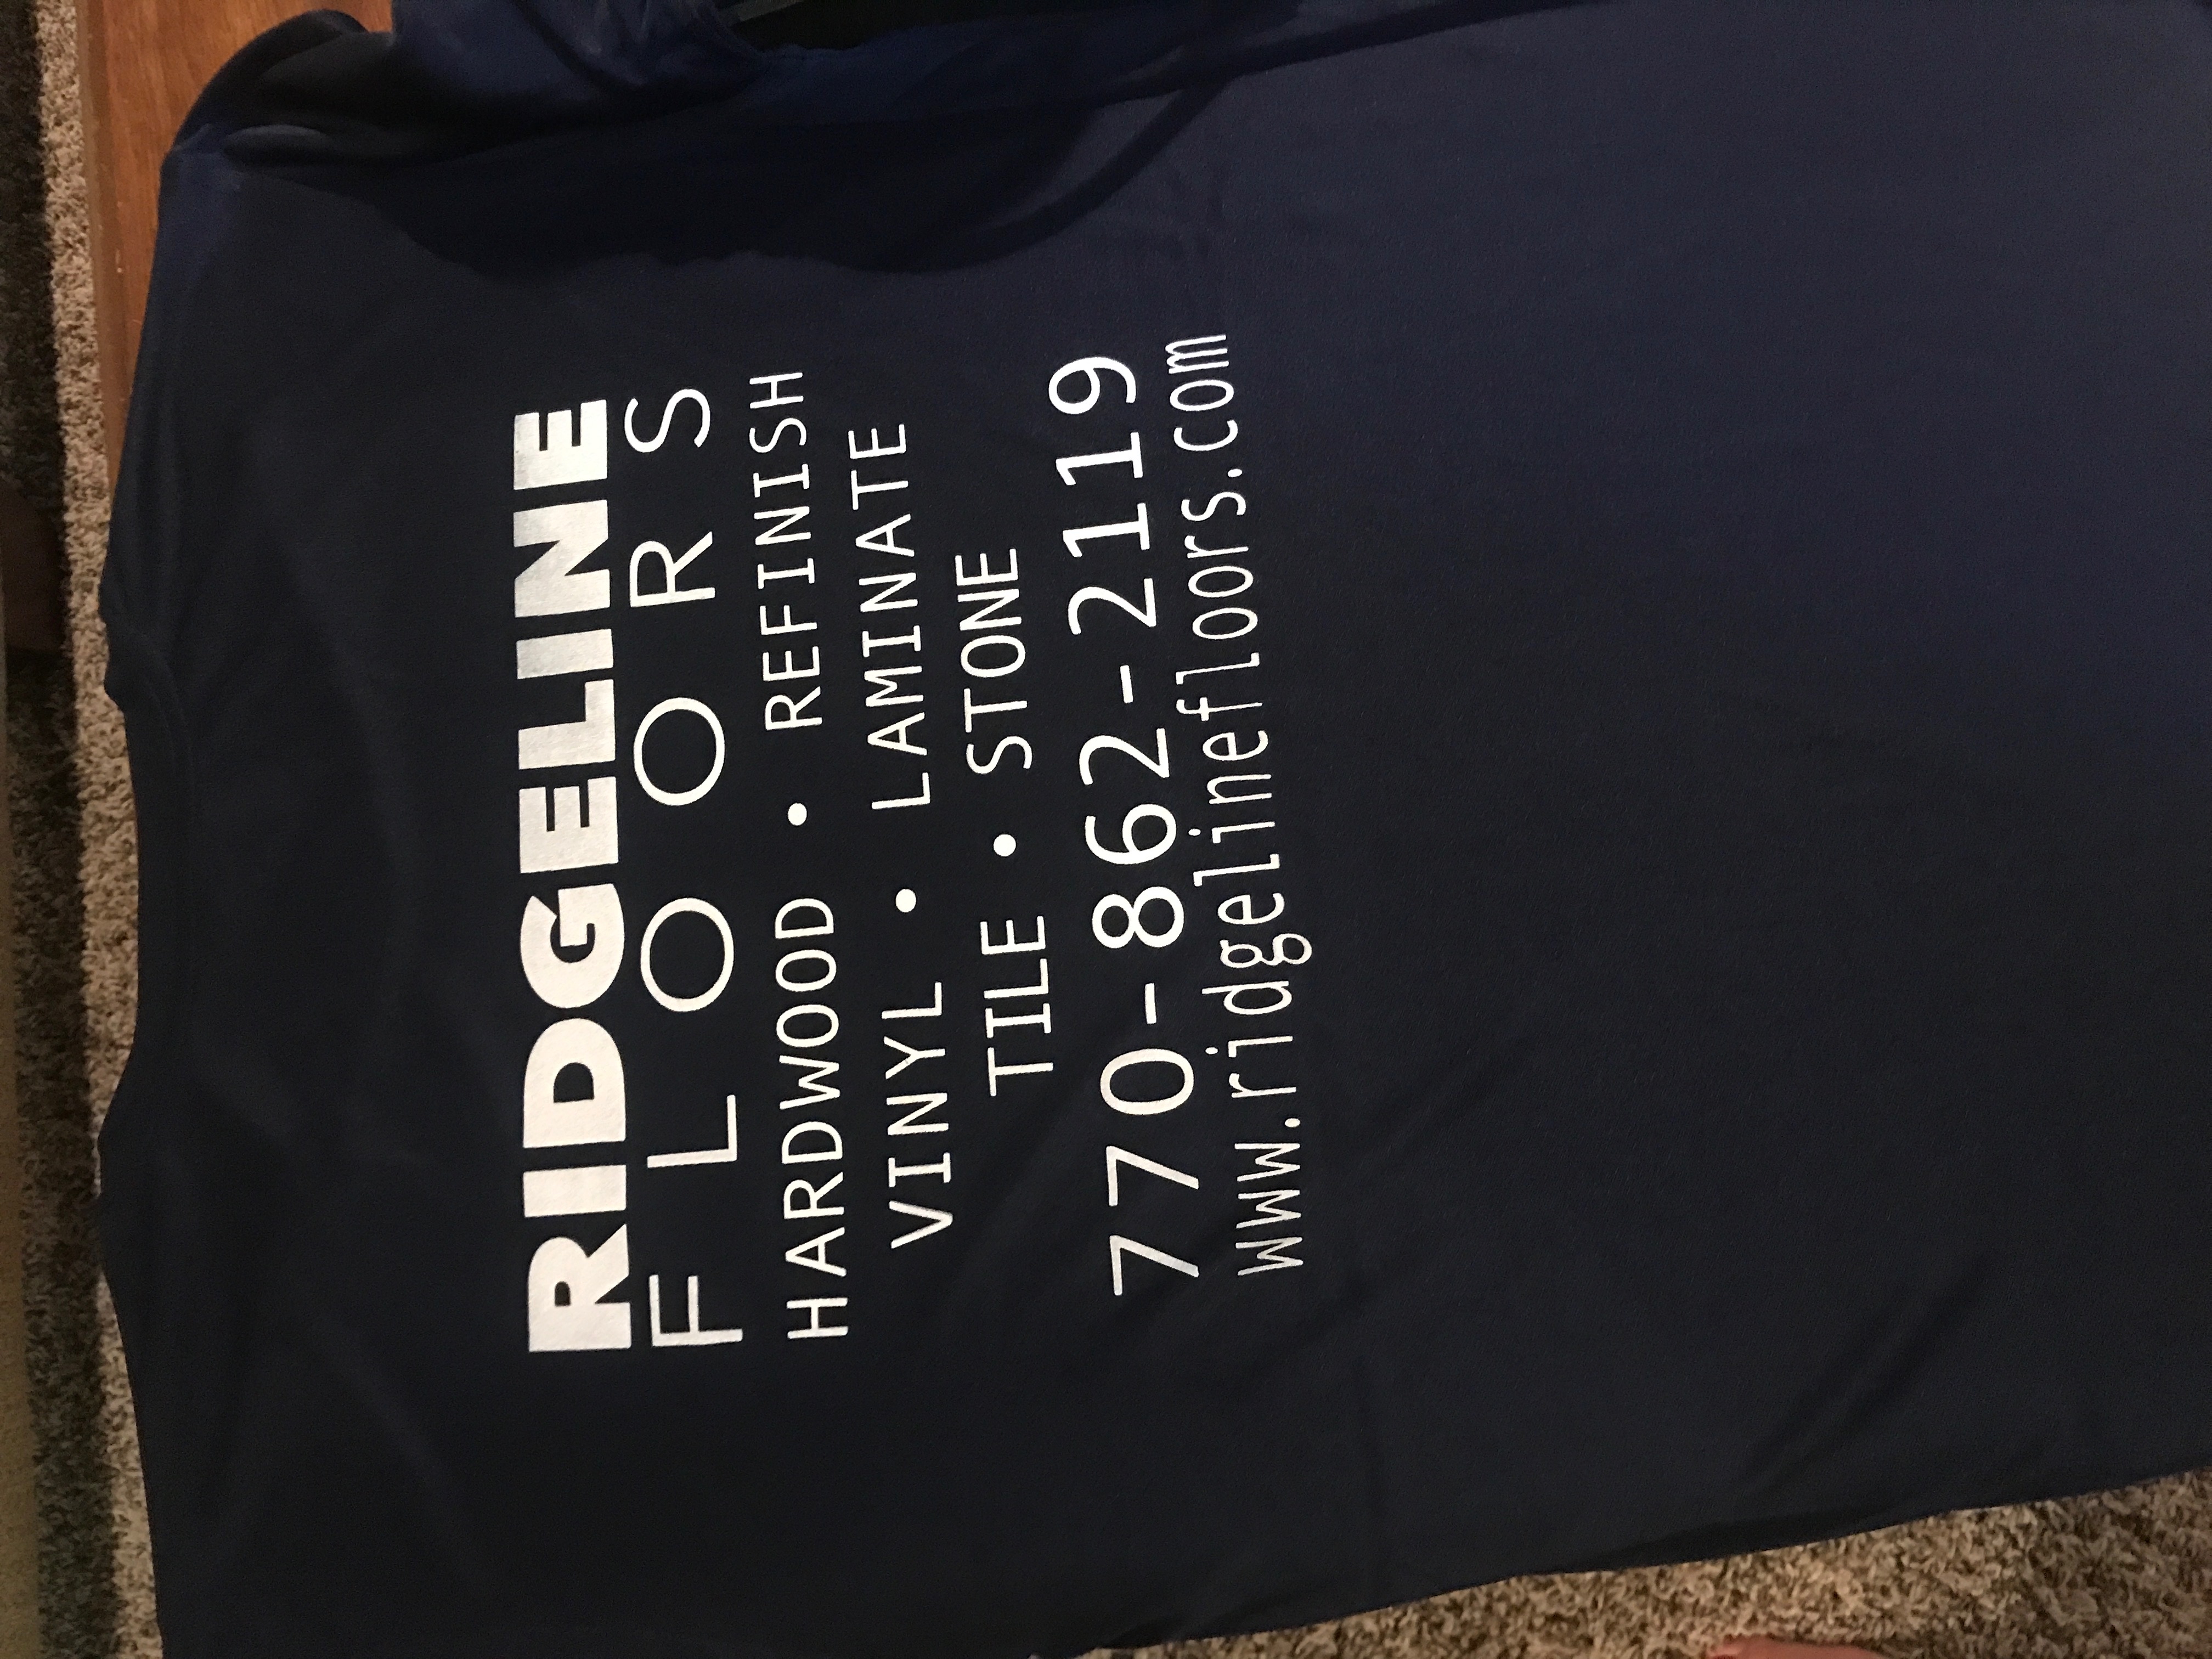 RIDGELINE
FLOORS
HARDWOOD • REFINISH
VINYL • LAMINATE
TILE • STONE
770-862-2119
www.ridgelinefloors.com